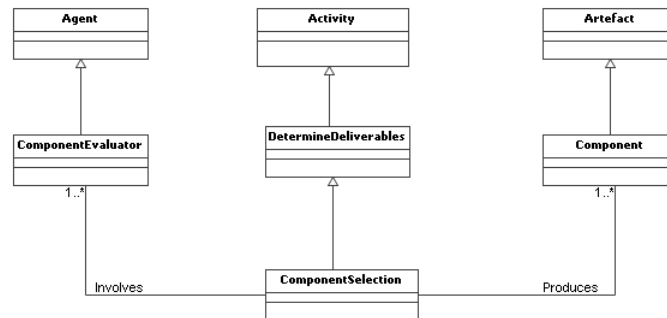 Agent
Activity
Artefact
ComponentEvaluator
DetermineDeliverables
Component
1..*
1..*
ComponentSelection
Involves
Produces